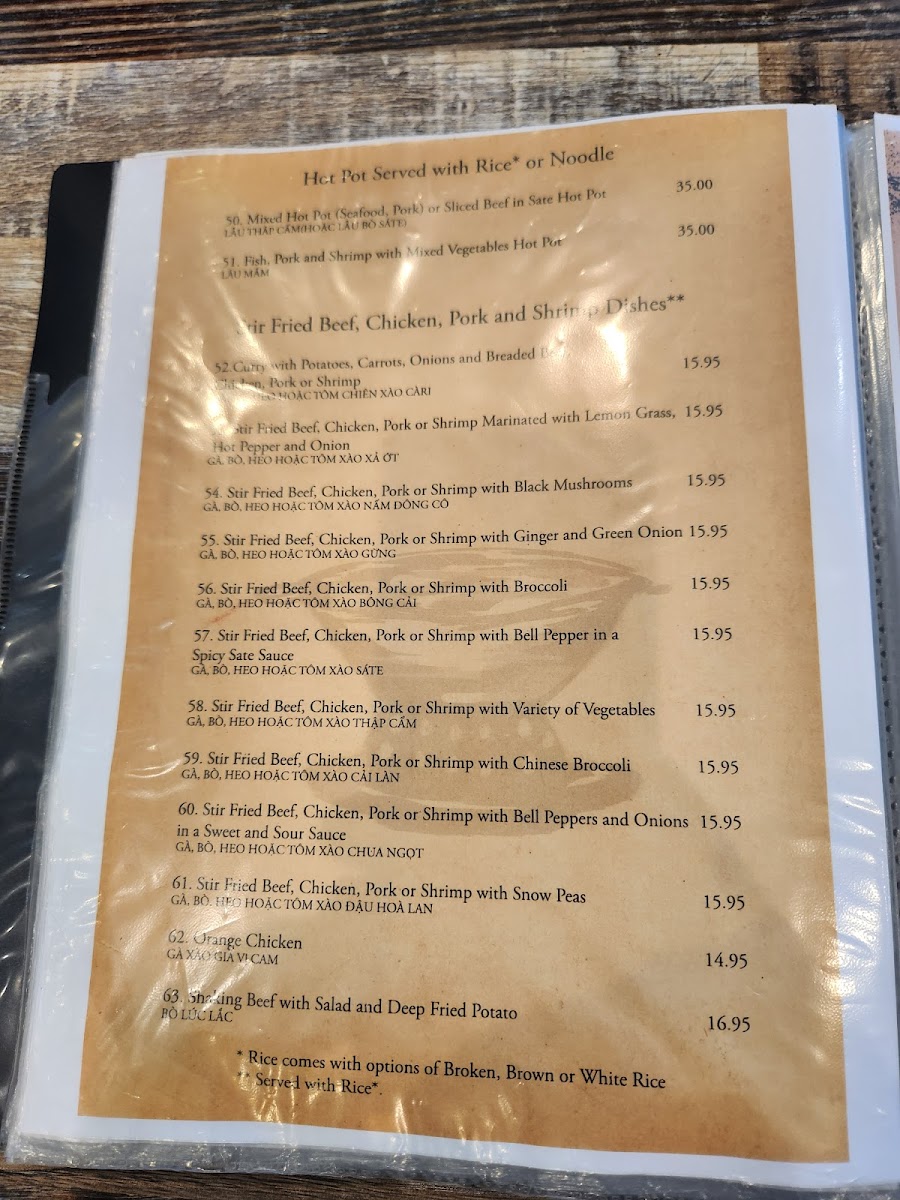 Hot Pot Served with Rice* or Noodle
50. Mixed Hot Pot (Seafood, Pork) or Sliced Beef in Sate Hot Pot 35.00
LẨU THẬP CẨM(HOẶC LẨU BÒ SÁTE)
51. Fish, Pork and Shrimp with Mixed Vegetables Hot Pot 35.00
LẨU MẮM
Stir Fried Beef, Chicken, Pork and Shrimp Dishes**
52.Curry with Potatoes, Carrots, Onions and Breaded 15.95
Chicken, Pork or Shrimp
HEO HOẶC TÔM CHIÊN XÀO CÀRI
Stir Fried Beef, Chicken, Pork or Shrimp Marinated with Lemon Grass, 15.95
Hot Pepper and Onion
GÀ, BÒ, HEO HOẶC TÔM XÀO XẢ ỚT
54. Stir Fried Beef, Chicken, Pork or Shrimp with Black Mushrooms 15.95
GÀ, BÒ, HEO HOẶC TÔM XÀO NẤM ĐÔNG CÔ
55. Stir Fried Beef, Chicken, Pork or Shrimp with Ginger and Green Onion 15.95
GÀ, BÒ, HEO HOẶC TÔM XÀO GỪNG
56. Stir Fried Beef, Chicken, Pork or Shrimp with Broccoli 15.95
GÀ, BÒ, HEO HOẶC TÔM XÀO BÔNG CẢI
57. Stir Fried Beef, Chicken, Pork or Shrimp with Bell Pepper in a 15.95
Spicy Sate Sauce
GÀ, BÒ, HEO HOẶC TÔM XÀO SÁTE
58. Stir Fried Beef, Chicken, Pork or Shrimp with Variety of Vegetables 15.95
GÀ, BÒ, HEO HOẶC TÔM XÀO THẬP CẨM
59. Stir Fried Beef, Chicken, Pork or Shrimp with Chinese Broccoli 15.95
GÀ, BÒ, HEO HOẶC TÔM XÀO CẢI LÀN
60. Stir Fried Beef, Chicken, Pork or Shrimp with Bell Peppers and Onions 15.95
in a Sweet and Sour Sauce
GÀ, BÒ, HEO HOẶC TÔM XÀO CHUA NGỌT
61. Stir Fried Beef, Chicken, Pork or Shrimp with Snow Peas 15.95
GÀ, BÒ, HEO HOẶC TÔM XÀO ĐẬU HOÀ LAN
62. Orange Chicken 14.95
GÀ XÀO GIA VỊ CAM
63. Shaking Beef with Salad and Deep Fried Potato 16.95
BÒ LÚC LẮC
* Rice comes with options of Broken, Brown or White Rice
** Served with Rice*.